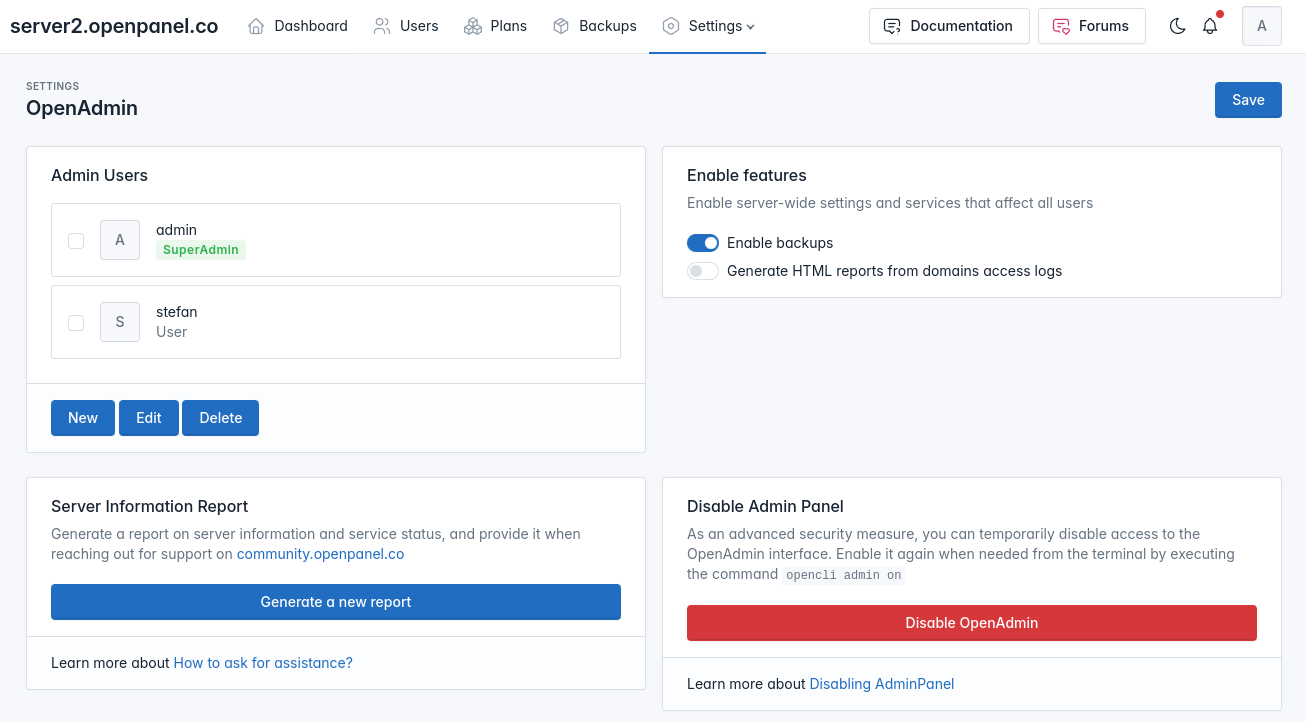 server2.openpanel.co Dashboard Users Plans Backups Settings Documentation Forums A
SETTINGS
OpenAdmin
Save
Admin Users
A admin
SuperAdmin
S stefan
User
New Edit Delete
Enable features
Enable server-wide settings and services that affect all users
Enable backups
Generate HTML reports from domains access logs
Server Information Report
Generate a report on server information and service status, and provide it when
reaching out for support on community.openpanel.co
Generate a new report
Learn more about How to ask for assistance?
Disable Admin Panel
As an advanced security measure, you can temporarily disable access to the
OpenAdmin interface. Enable it again when needed from the terminal by executing
the command opencli admin on
Disable OpenAdmin
Learn more about Disabling AdminPanel